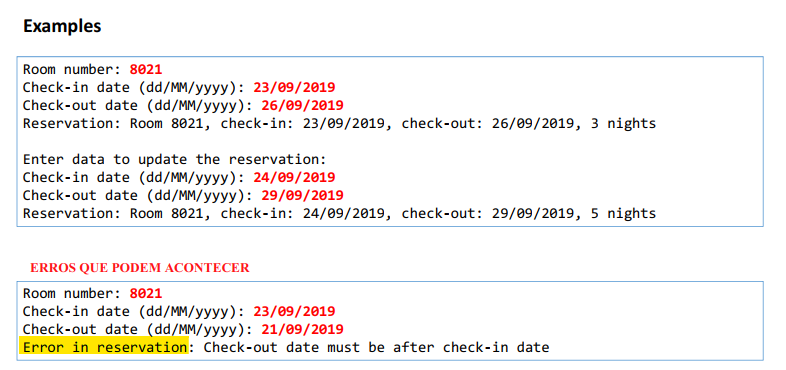 Examples
Room number: 8021
Check-in date (dd/MM/yyyy): 23/09/2019
Check-out date (dd/MM/yyyy): 26/09/2019
Reservation: Room 8021, check-in: 23/09/2019, check-out: 26/09/2019, 3 nights
Enter data to update the reservation:
Check-in date (dd/MM/yyyy): 24/09/2019
Check-out date (dd/MM/yyyy): 29/09/2019
Reservation: Room 8021, check-in: 24/09/2019, check-out: 29/09/2019, 5 nights
ERROS QUE PODEM ACONTECER
Room number: 8021
Check-in date (dd/MM/yyyy): 23/09/2019
Check-out date (dd/MM/yyyy): 21/09/2019
Error in reservation: Check-out date must be after check-in date